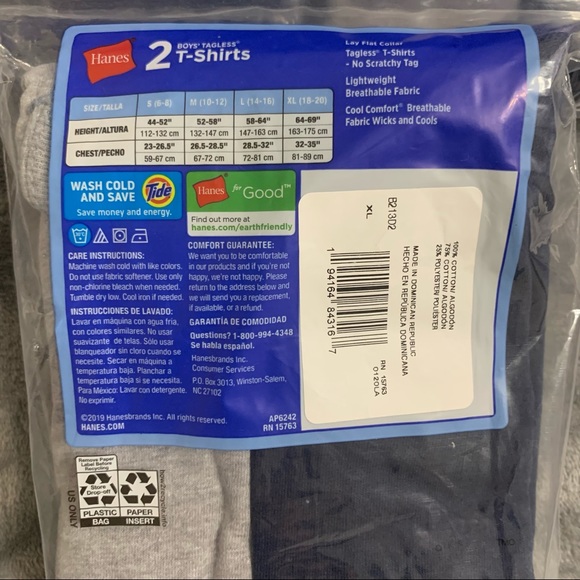 Hanes
2 BOYS' TAGLESS®
T-Shirts
Lay Flat Collar
Tagless® T-Shirts
- No Scratchy Tag
Lightweight
Breathable Fabric
Cool Comfort® Breathable
Fabric Wicks and Cools
SIZE/TALLA S (6-8) M (10-12) L (14-16) XL (18-20)
HEIGHT/ALTURA 44-52" 52-58" 58-64" 64-69"
112-132 cm 132-147 cm 147-163 cm 163-175 cm
CHEST/PECHO 23-26.5" 26.5-28.5" 28.5-32" 32-35"
59-67 cm 67-72 cm 72-81 cm 81-89 cm
WASH COLD
AND SAVE
Tide
Save money and energy.
Hanes for Good™
Find out more at
hanes.com/earthfriendly
CARE INSTRUCTIONS:
Machine wash cold with like colors.
Do not use fabric softener. Use only
non-chlorine bleach when needed.
Tumble dry low. Cool iron if needed.
INSTRUCCIONES DE LAVADO:
Lavar en máquina con agua fria,
con colores similares. No usar
suavizante de telas. Sólo usar
blanqueador sin cloro cuando se
necesite. Secar en máquina a
temperatura baja. Planchar a
temperatura baja si se necesita.
Para México: Lavar con detergente.
No exprimir.
COMFORT GUARANTEE:
We want you to be comfortable
in our products and if you're not
happy, we're not happy. Please
return to the address below and
we will send you a replacement,
if available, or a refund.
GARANTÍA DE COMODIDAD
Questions? 1-800-994-4348
Se habla español.
Hanesbrands Inc.
Consumer Services
P.O. Box 3013, Winston-Salem,
NC 27102
©2019 Hanesbrands Inc. All rights reserved.
HANES.COM
AP6242
RN 15763
B213D2
XL
100% COTTON/ ALGODÓN
75% COTTON/ ALGODÓN
25% POLYESTER/ POLIÉSTER
MADE IN DOMINICAN REPUBLIC
HECHO EN REPÚBLICA DOMINICANA
1 94164 84316 7
RN 15763
0120LA
Remove Paper
Label Before
Recycling
Store
Drop-off
PLASTIC
BAG
PAPER
INSERT
how2recycle.info
US ONLY